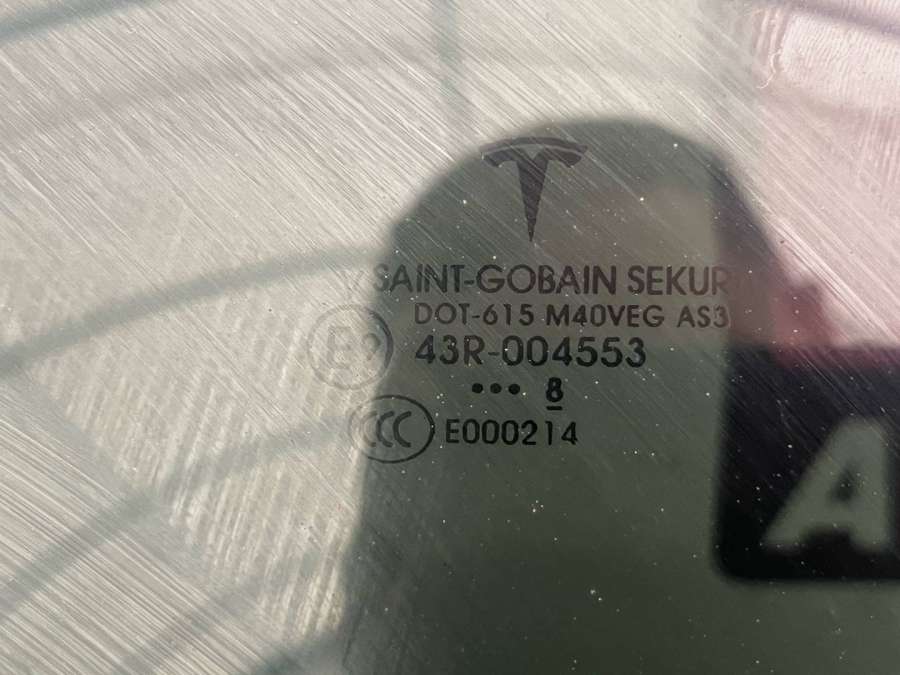 SAINT-GOBAIN SEKUR
DOT-615 M40VEG AS3
E9
43R-004553
••• 8
CCC E000214
A